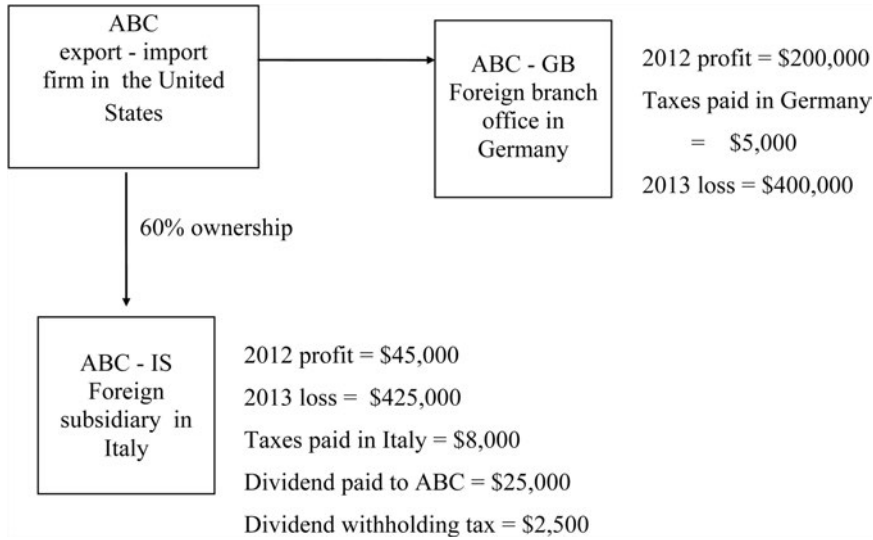 ABC
export - import
firm in the United
States
ABC - GB
Foreign branch
office in
Germany
2012 profit = $200,000
Taxes paid in Germany
= $5,000
2013 loss = $400,000
60% ownership
ABC - IS
Foreign
subsidiary in
Italy
2012 profit = $45,000
2013 loss = $425,000
Taxes paid in Italy = $8,000
Dividend paid to ABC = $25,000
Dividend withholding tax = $2,500